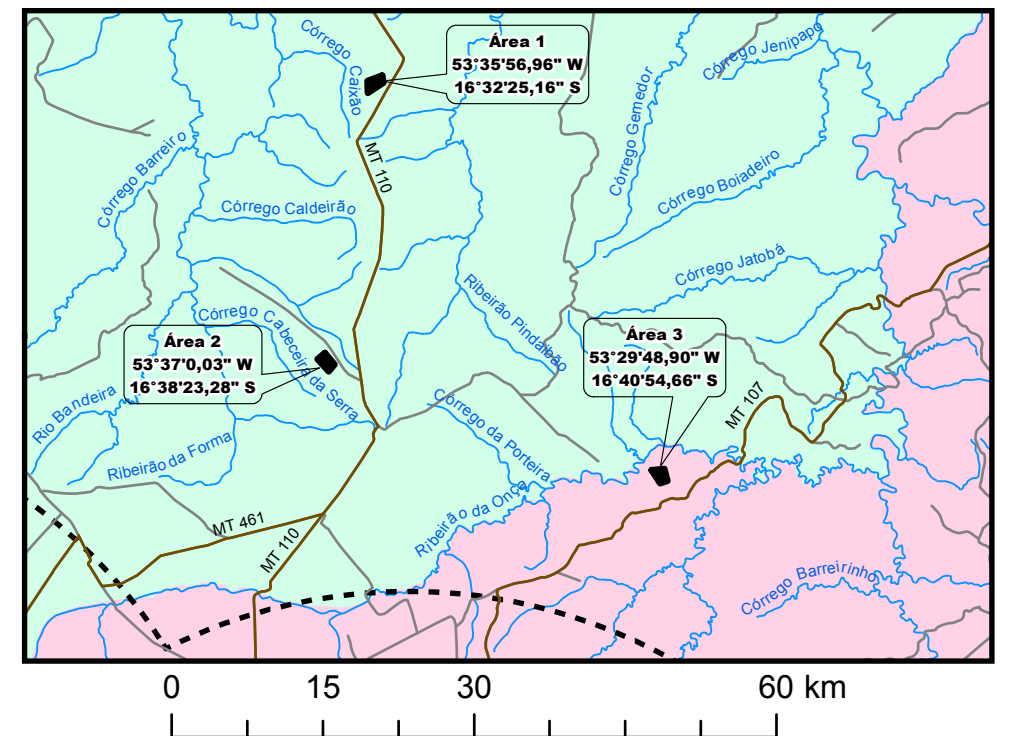 Córrego Caixão
Área 1
53°35'56,96" W
16°32'25,16" S
Córrego Jenipapo
Córrego Gemedor
Córrego Barreiro
MT 110
Córrego Boiadeiro
Córrego Caldeirão
Córrego Jatobá
Ribeirão Pindaibão
Córrego Cabeceira da Serra
Área 2
53°37'0,03" W
16°38'23,28" S
Área 3
53°29'48,90" W
16°40'54,66" S
Rio Bandeira
MT 107
Córrego da Porteira
Ribeirão da Forma
Ribeirão da Onça
MT 461
MT 110
Córrego Barreirinho
0 15 30 60 km